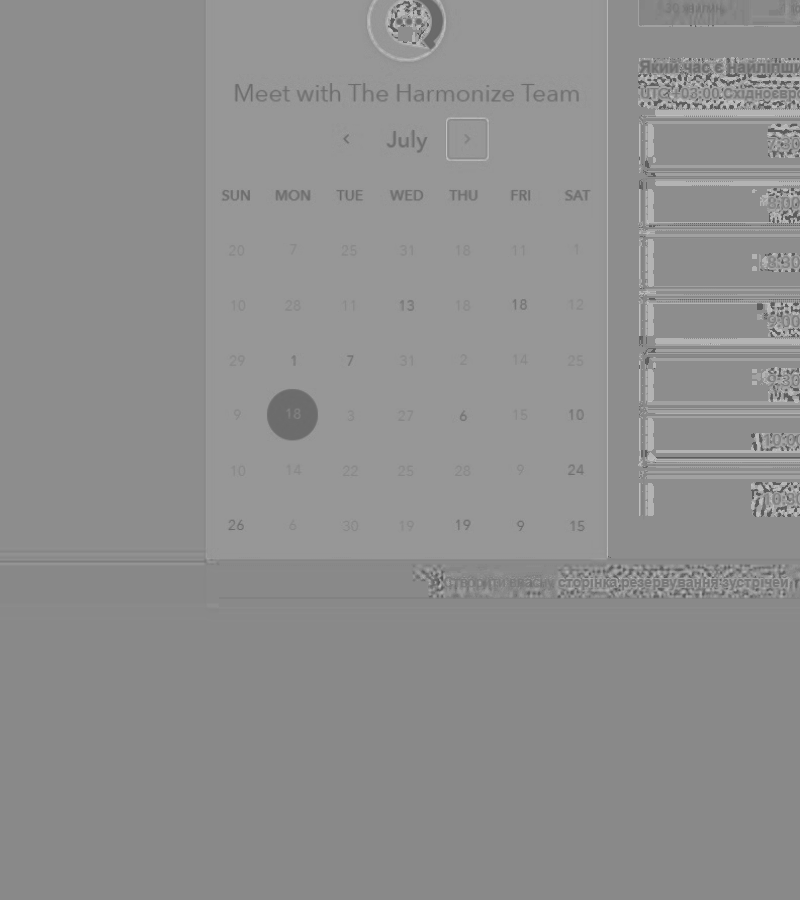 Meet with The Harmonize Team
July
SUN MON TUE WED THU FRI SAT
20 7 25 31 18 11 1
10 28 11 13 18 18 12
29 1 7 31 2 14 25
9 18 3 27 6 15 10
10 14 22 25 28 9 24
26 6 30 19 19 9 15
Який час є найліпши
UTC+03:00 Східноєвро
7:30
8:00
8:30
9:00
9:30
10:00
10:30
Створити власну сторінка резервування зустрічей